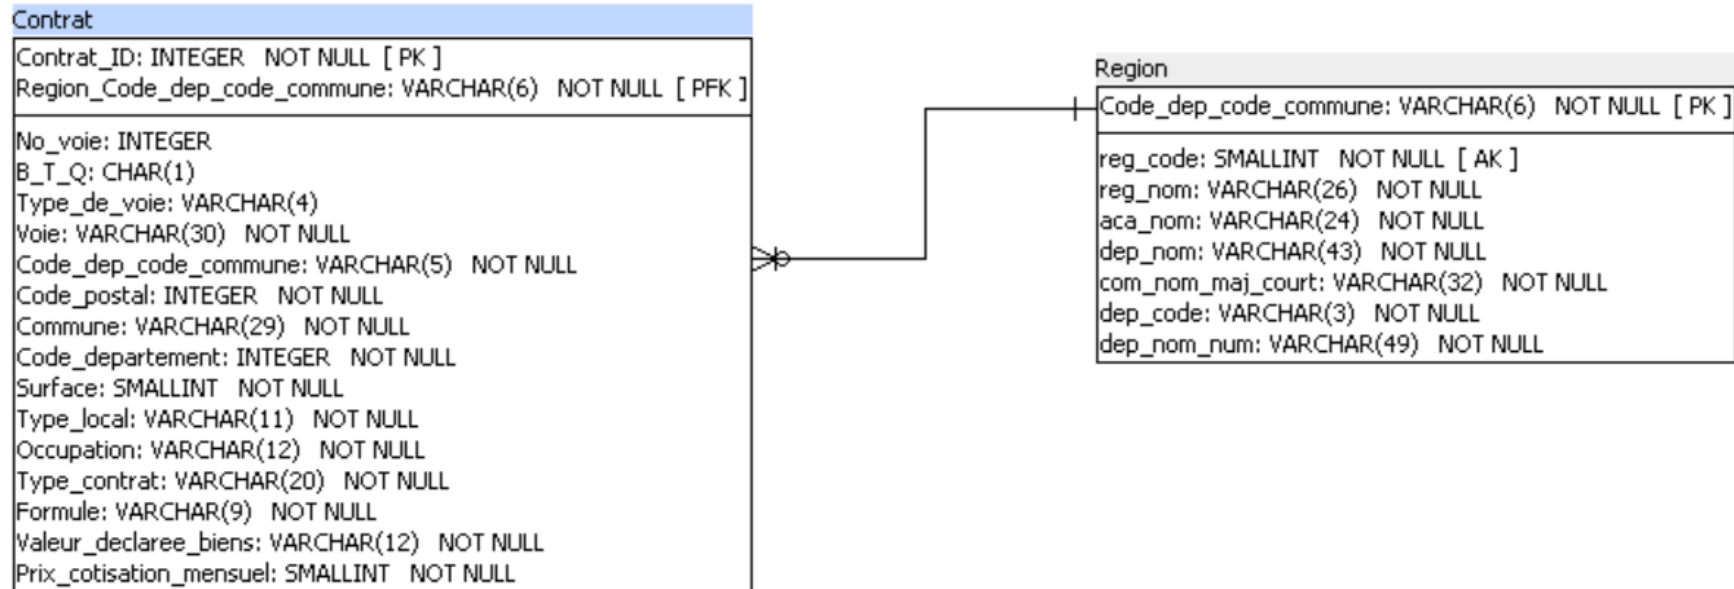 Contrat
Contrat_ID: INTEGER NOT NULL [ PK ]
Region_Code_dep_code_commune: VARCHAR(6) NOT NULL [ PFK ]
No_voie: INTEGER
B_T_Q: CHAR(1)
Type_de_voie: VARCHAR(4)
Voie: VARCHAR(30) NOT NULL
Code_dep_code_commune: VARCHAR(5) NOT NULL
Code_postal: INTEGER NOT NULL
Commune: VARCHAR(29) NOT NULL
Code_departement: INTEGER NOT NULL
Surface: SMALLINT NOT NULL
Type_local: VARCHAR(11) NOT NULL
Occupation: VARCHAR(12) NOT NULL
Type_contrat: VARCHAR(20) NOT NULL
Formule: VARCHAR(9) NOT NULL
Valeur_declaree_biens: VARCHAR(12) NOT NULL
Prix_cotisation_mensuel: SMALLINT NOT NULL
Region
Code_dep_code_commune: VARCHAR(6) NOT NULL [ PK ]
reg_code: SMALLINT NOT NULL [ AK ]
reg_nom: VARCHAR(26) NOT NULL
aca_nom: VARCHAR(24) NOT NULL
dep_nom: VARCHAR(43) NOT NULL
com_nom_maj_court: VARCHAR(32) NOT NULL
dep_code: VARCHAR(3) NOT NULL
dep_nom_num: VARCHAR(49) NOT NULL